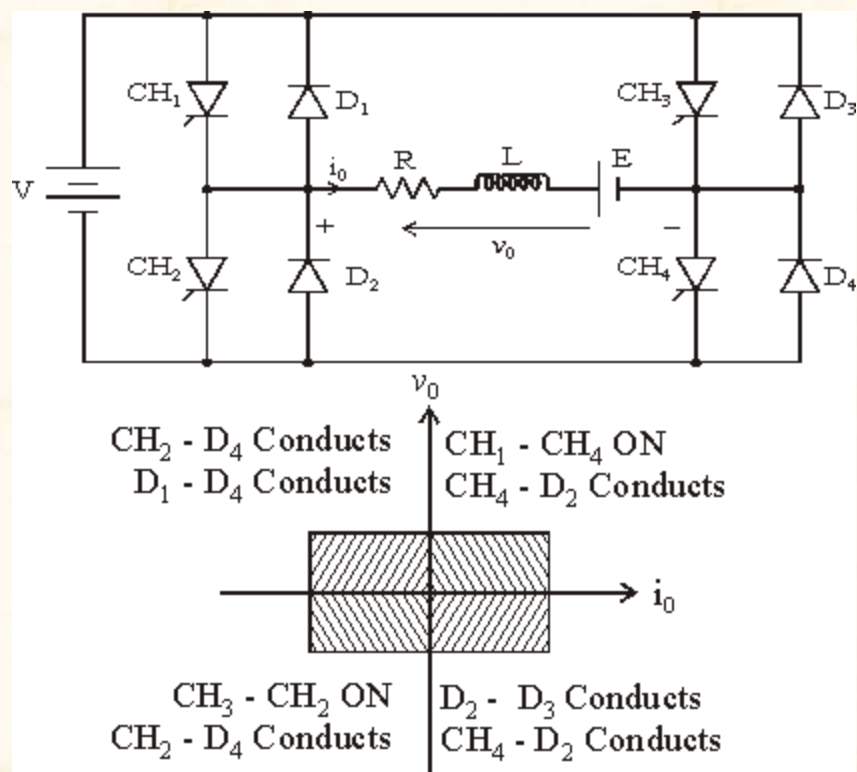 CH₁ D₁ CH₃ D₃
i₀ R L E
V
+ v₀ −
CH₂ D₂ CH₄ D₄
v₀
CH₂ - D₄ Conducts
D₁ - D₄ Conducts
CH₁ - CH₄ ON
CH₄ - D₂ Conducts
i₀
CH₃ - CH₂ ON
CH₂ - D₄ Conducts
D₂ - D₃ Conducts
CH₄ - D₂ Conducts